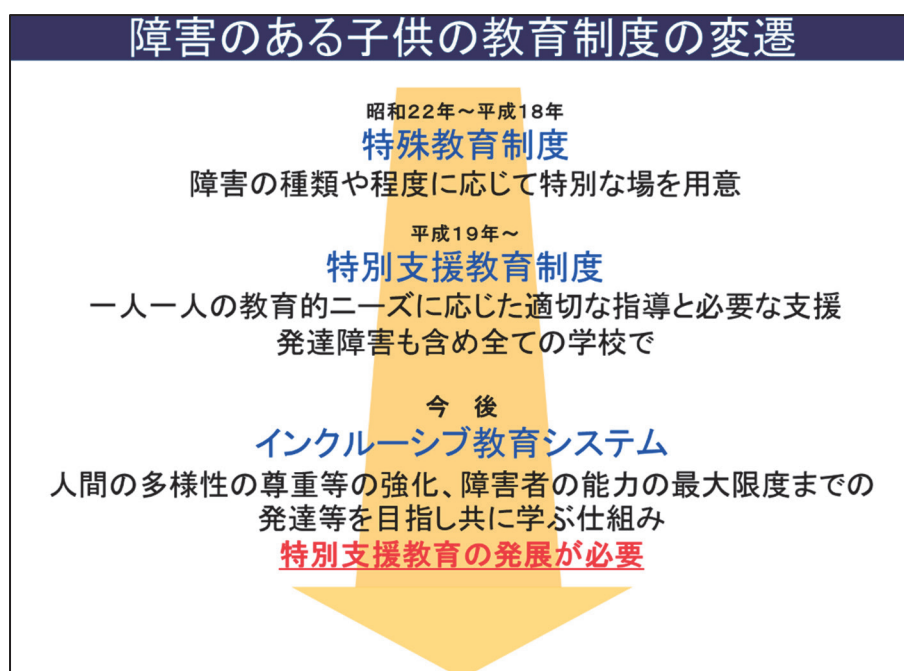 障害のある子供の教育制度の変遷
昭和22年～平成18年
特殊教育制度
障害の種類や程度に応じて特別な場を用意
平成19年～
特別支援教育制度
一人一人の教育的ニーズに応じた適切な指導と必要な支援
発達障害も含め全ての学校で
今　後
インクルーシブ教育システム
人間の多様性の尊重等の強化、障害者の能力の最大限度までの
発達等を目指し共に学ぶ仕組み
特別支援教育の発展が必要